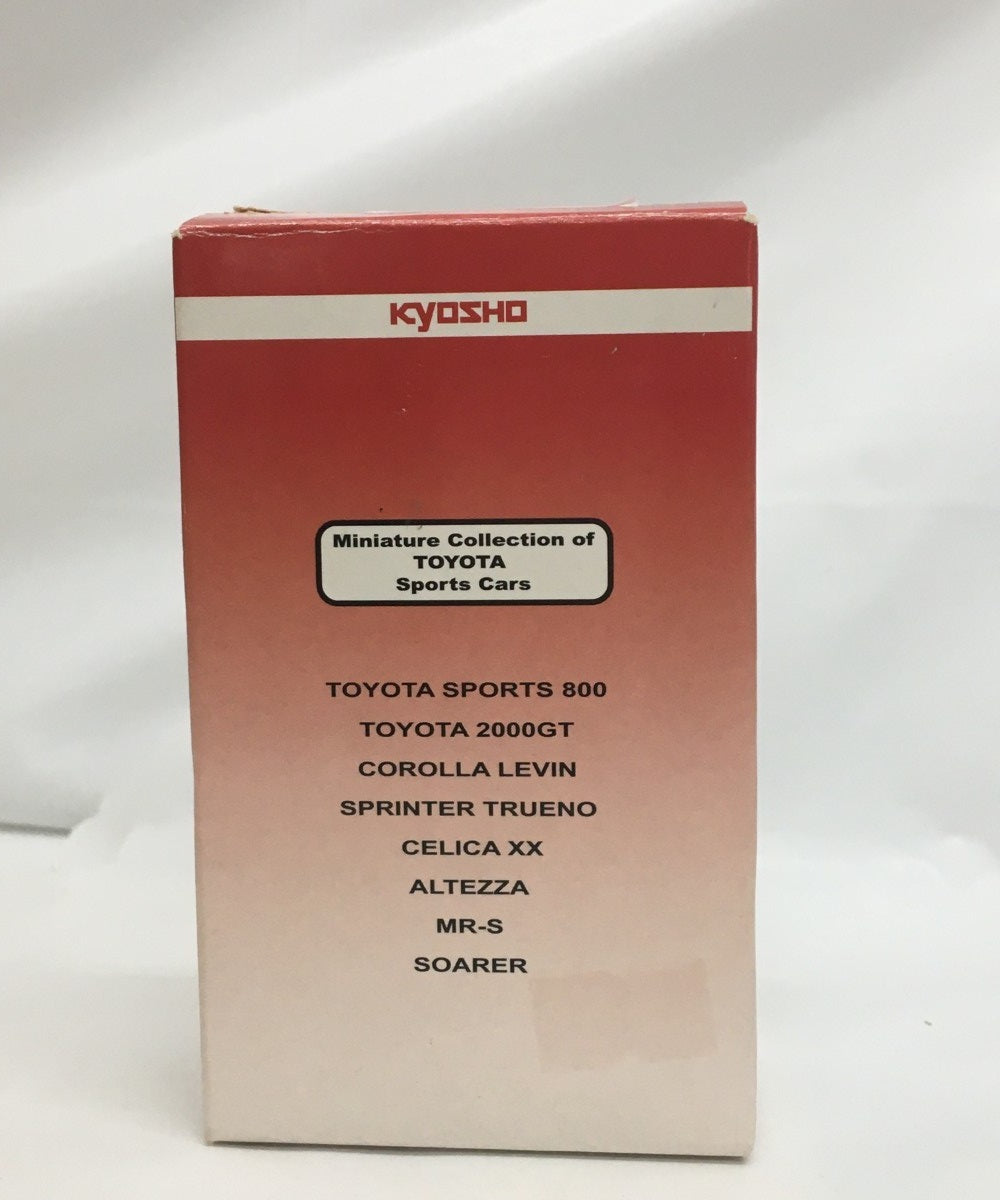 KYOSHO
Miniature Collection of
TOYOTA
Sports Cars
TOYOTA SPORTS 800
TOYOTA 2000GT
COROLLA LEVIN
SPRINTER TRUENO
CELICA XX
ALTEZZA
MR-S
SOARER